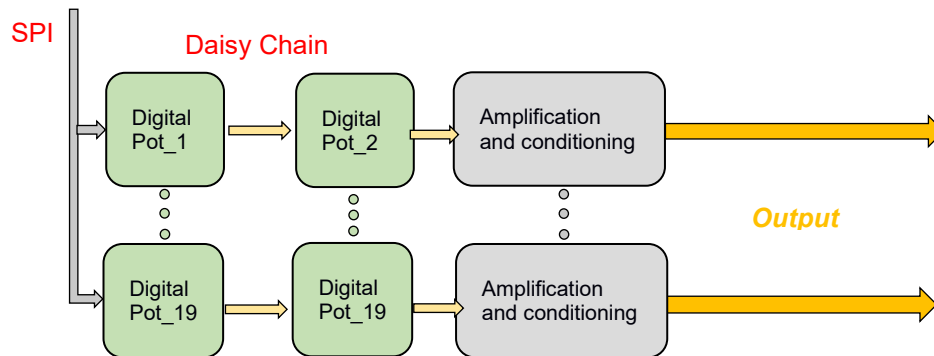 SPI
Daisy Chain
Digital
Pot_1
Digital
Pot_2
Amplification
and conditioning
Output
Digital
Pot_19
Digital
Pot_19
Amplification
and conditioning